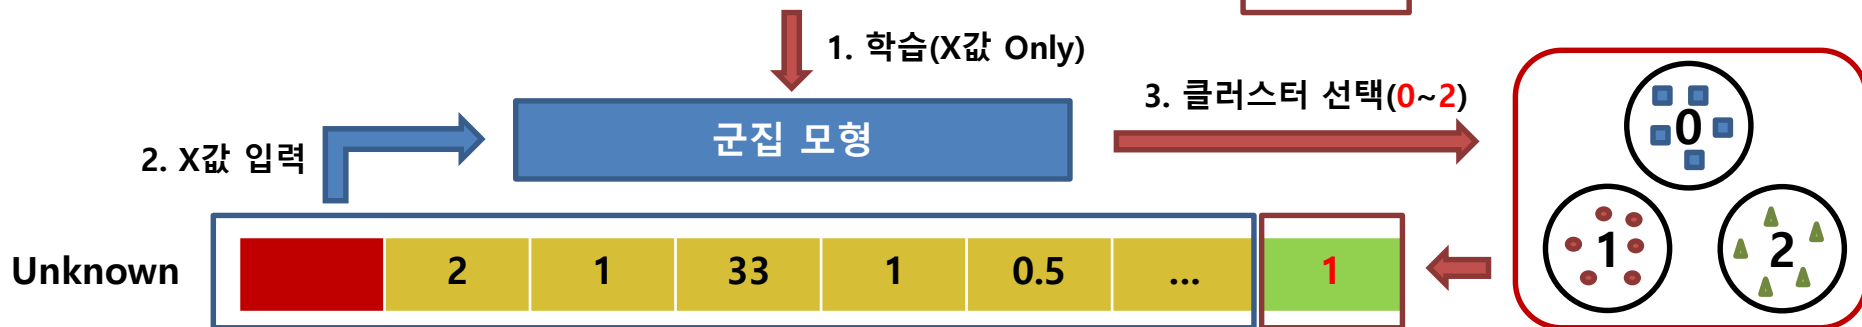 1. 학습(X값 Only)
3. 클러스터 선택(0~2)
0
군집 모형
2. X값 입력
1 2
Unknown 2 1 33 1 0.5 ... 1